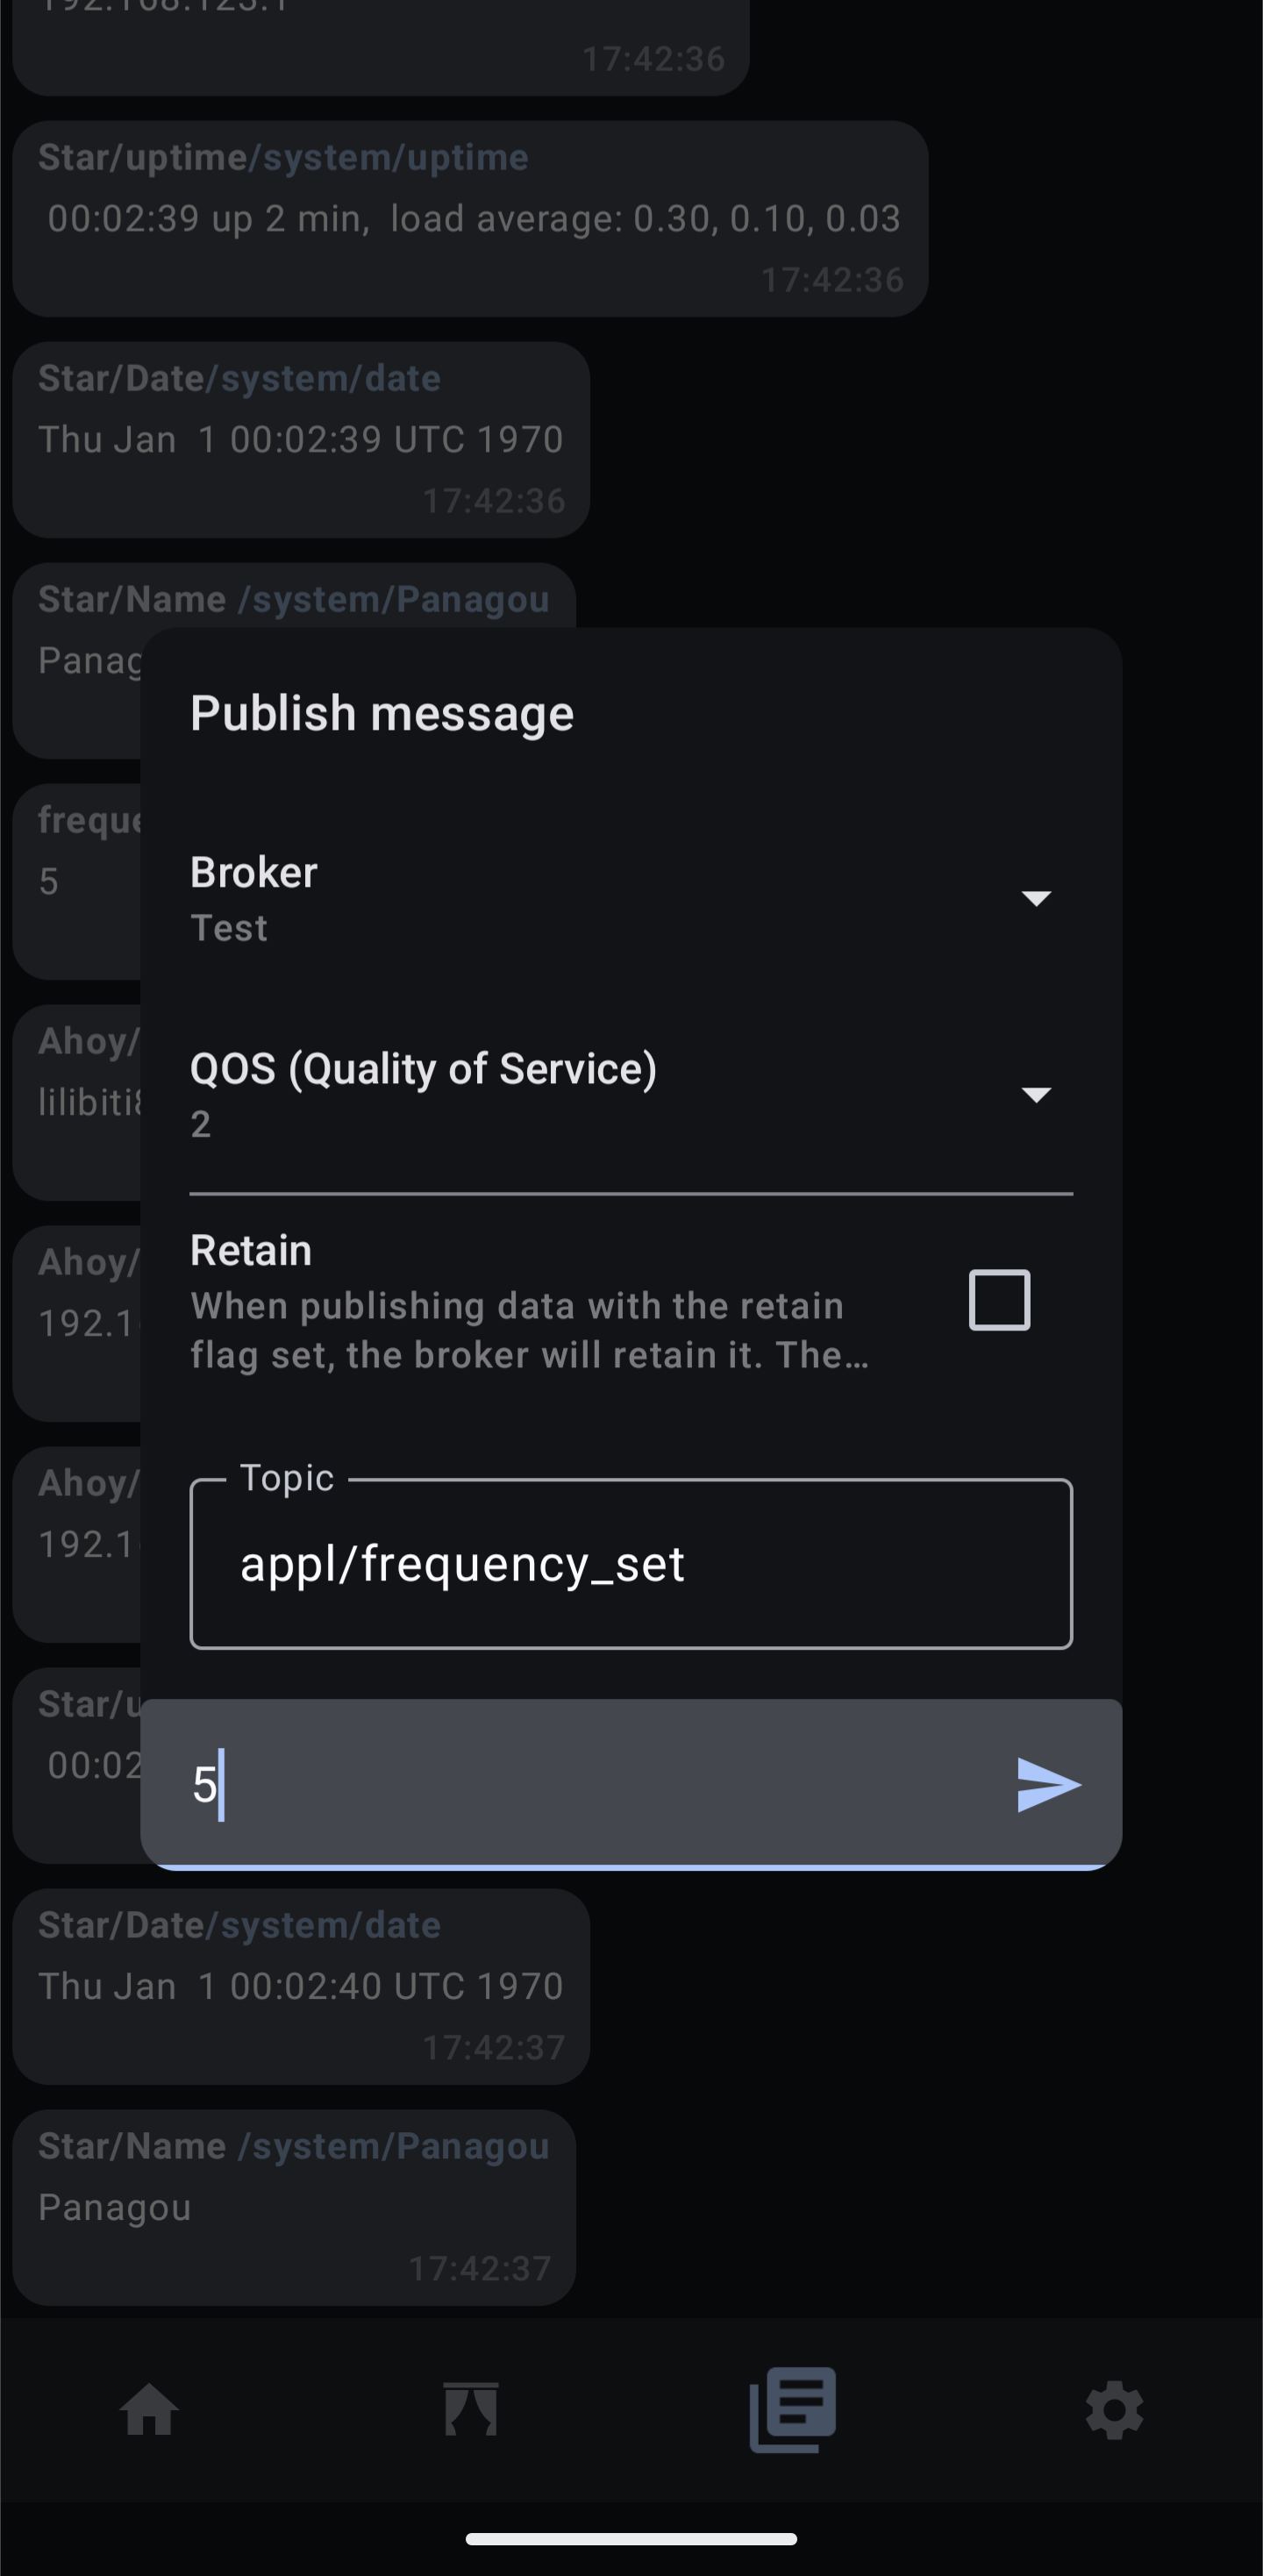 192.168.123.1
17:42:36
Star/uptime/system/uptime
00:02:39 up 2 min,  load average: 0.30, 0.10, 0.03
17:42:36
Star/Date/system/date
Thu Jan  1 00:02:39 UTC 1970
17:42:36
Star/Name /system/Panagou
Panag
Publish message
freque
5
Broker
Test
Ahoy/
lilibiti
QOS (Quality of Service)
2
Ahoy/
192.1
Retain
When publishing data with the retain
flag set, the broker will retain it. The…
Ahoy/
192.1
Topic
appl/frequency_set
Star/u
00:02
5
Star/Date/system/date
Thu Jan  1 00:02:40 UTC 1970
17:42:37
Star/Name /system/Panagou
Panagou
17:42:37